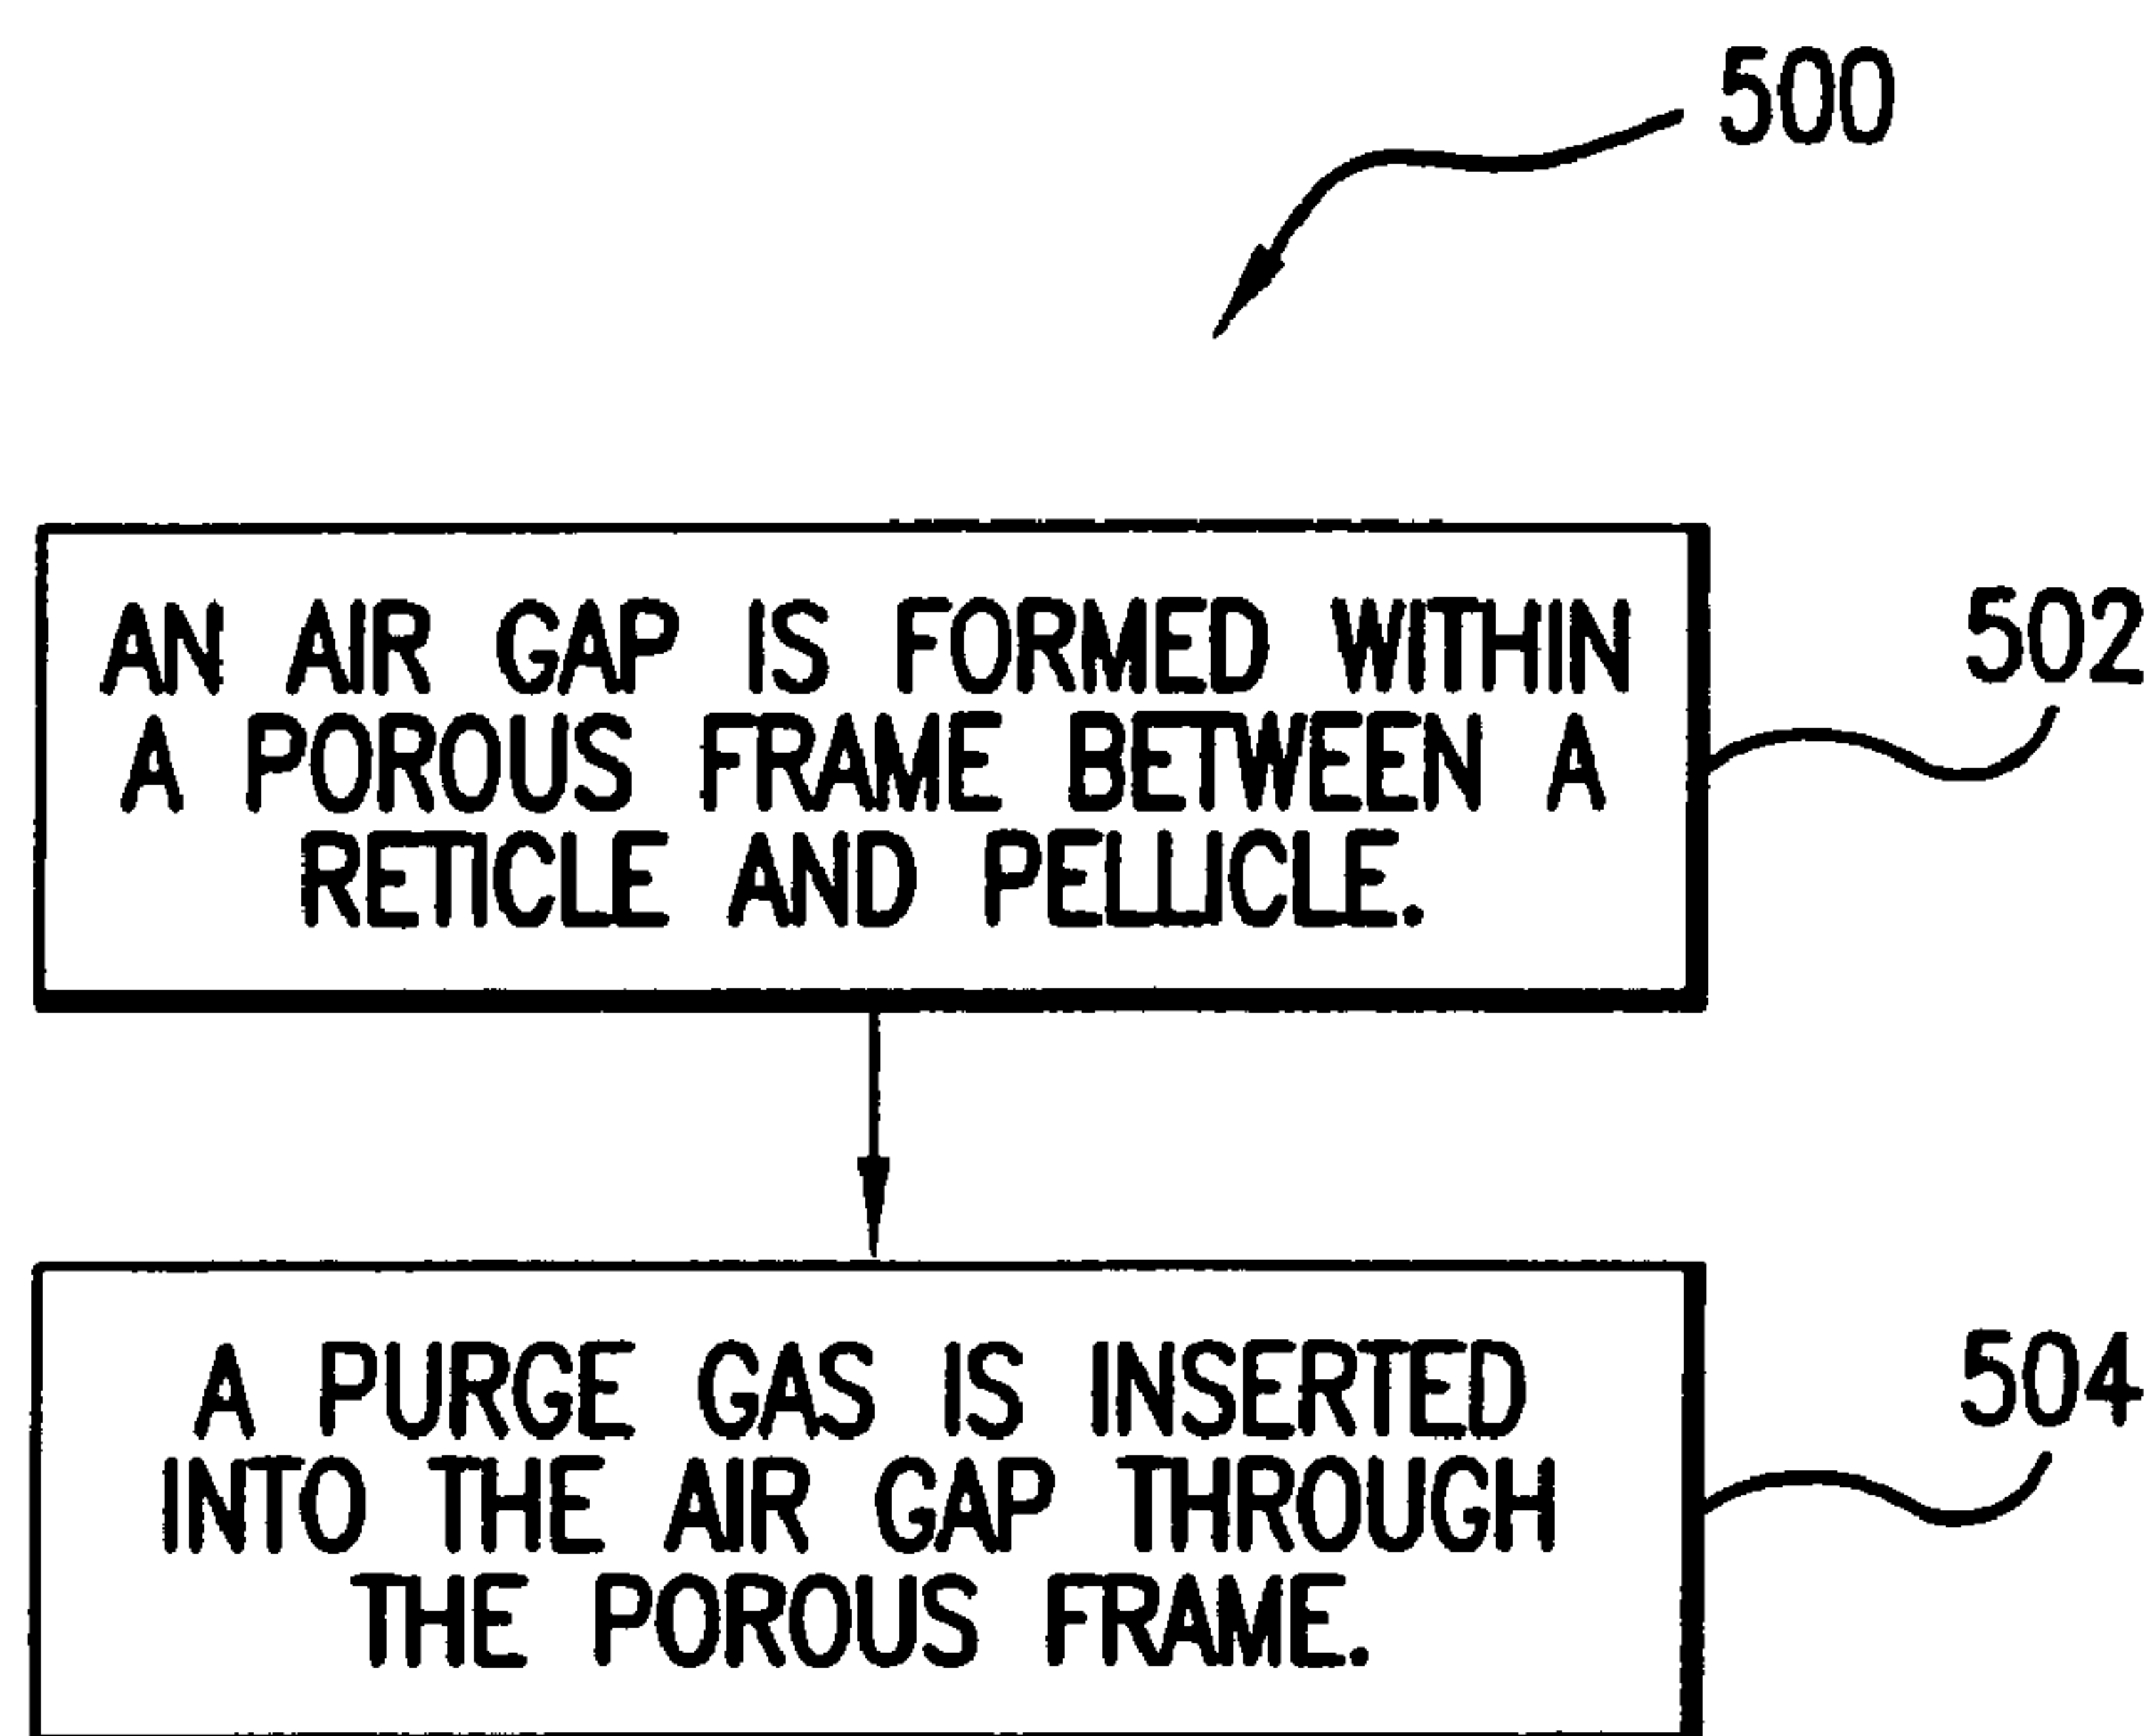 500
AN AIR GAP IS FORMED WITHIN
A POROUS FRAME BETWEEN A
RETICLE AND PELLICLE.
502
A PURGE GAS IS INSERTED
INTO THE AIR GAP THROUGH
THE POROUS FRAME.
504